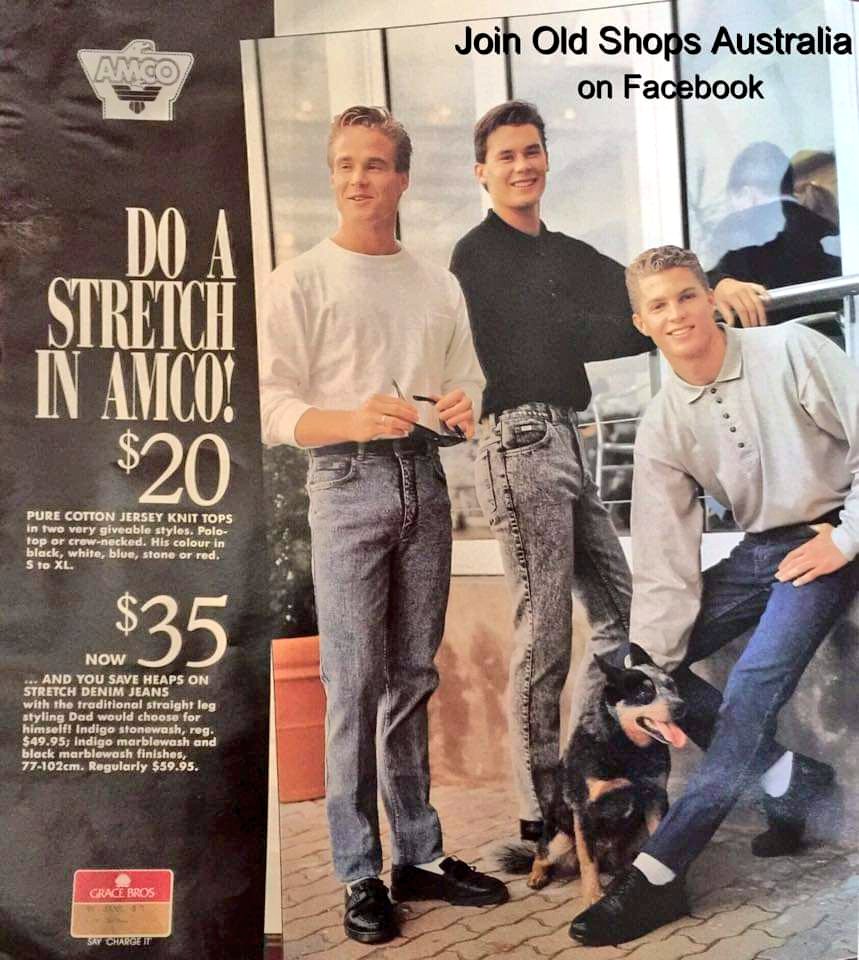 Join Old Shops Australia
on Facebook
AMCO
DO A
STRETCH
IN AMCO!
$20
PURE COTTON JERSEY KNIT TOPS
in two very giveable styles. Polo-
top or crew-necked. His colour in
black, white, blue, stone or red.
S to XL.
NOW $35
... AND YOU SAVE HEAPS ON
STRETCH DENIM JEANS
with the traditional straight leg
styling Dad would choose for
himself! Indigo stonewash, reg.
$49.95; indigo marblewash and
black marblewash finishes,
77-102cm. Regularly $59.95.
GRACE BROS
SAY 'CHARGE IT'